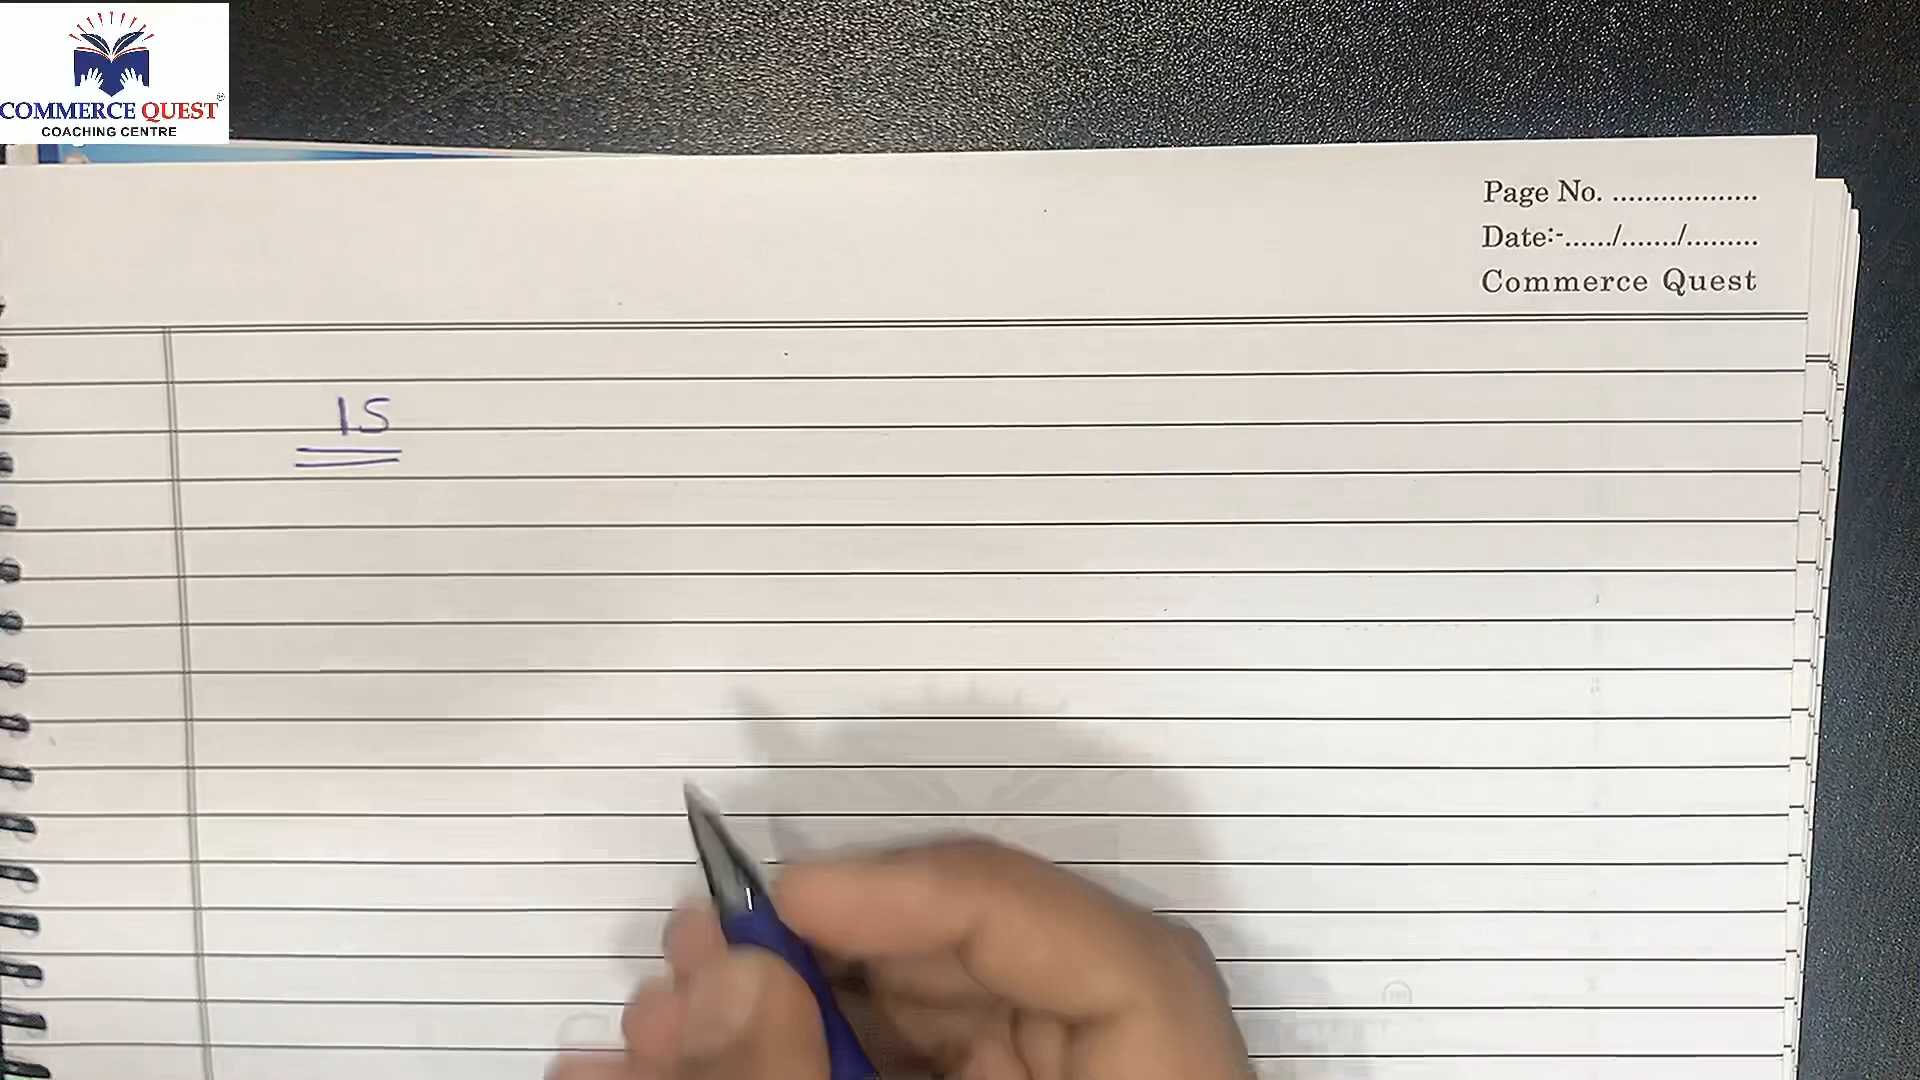 COMMERCE QUEST
COACHING CENTRE
Page No. ..................
Date:-....../......./.........
Commerce Quest
15